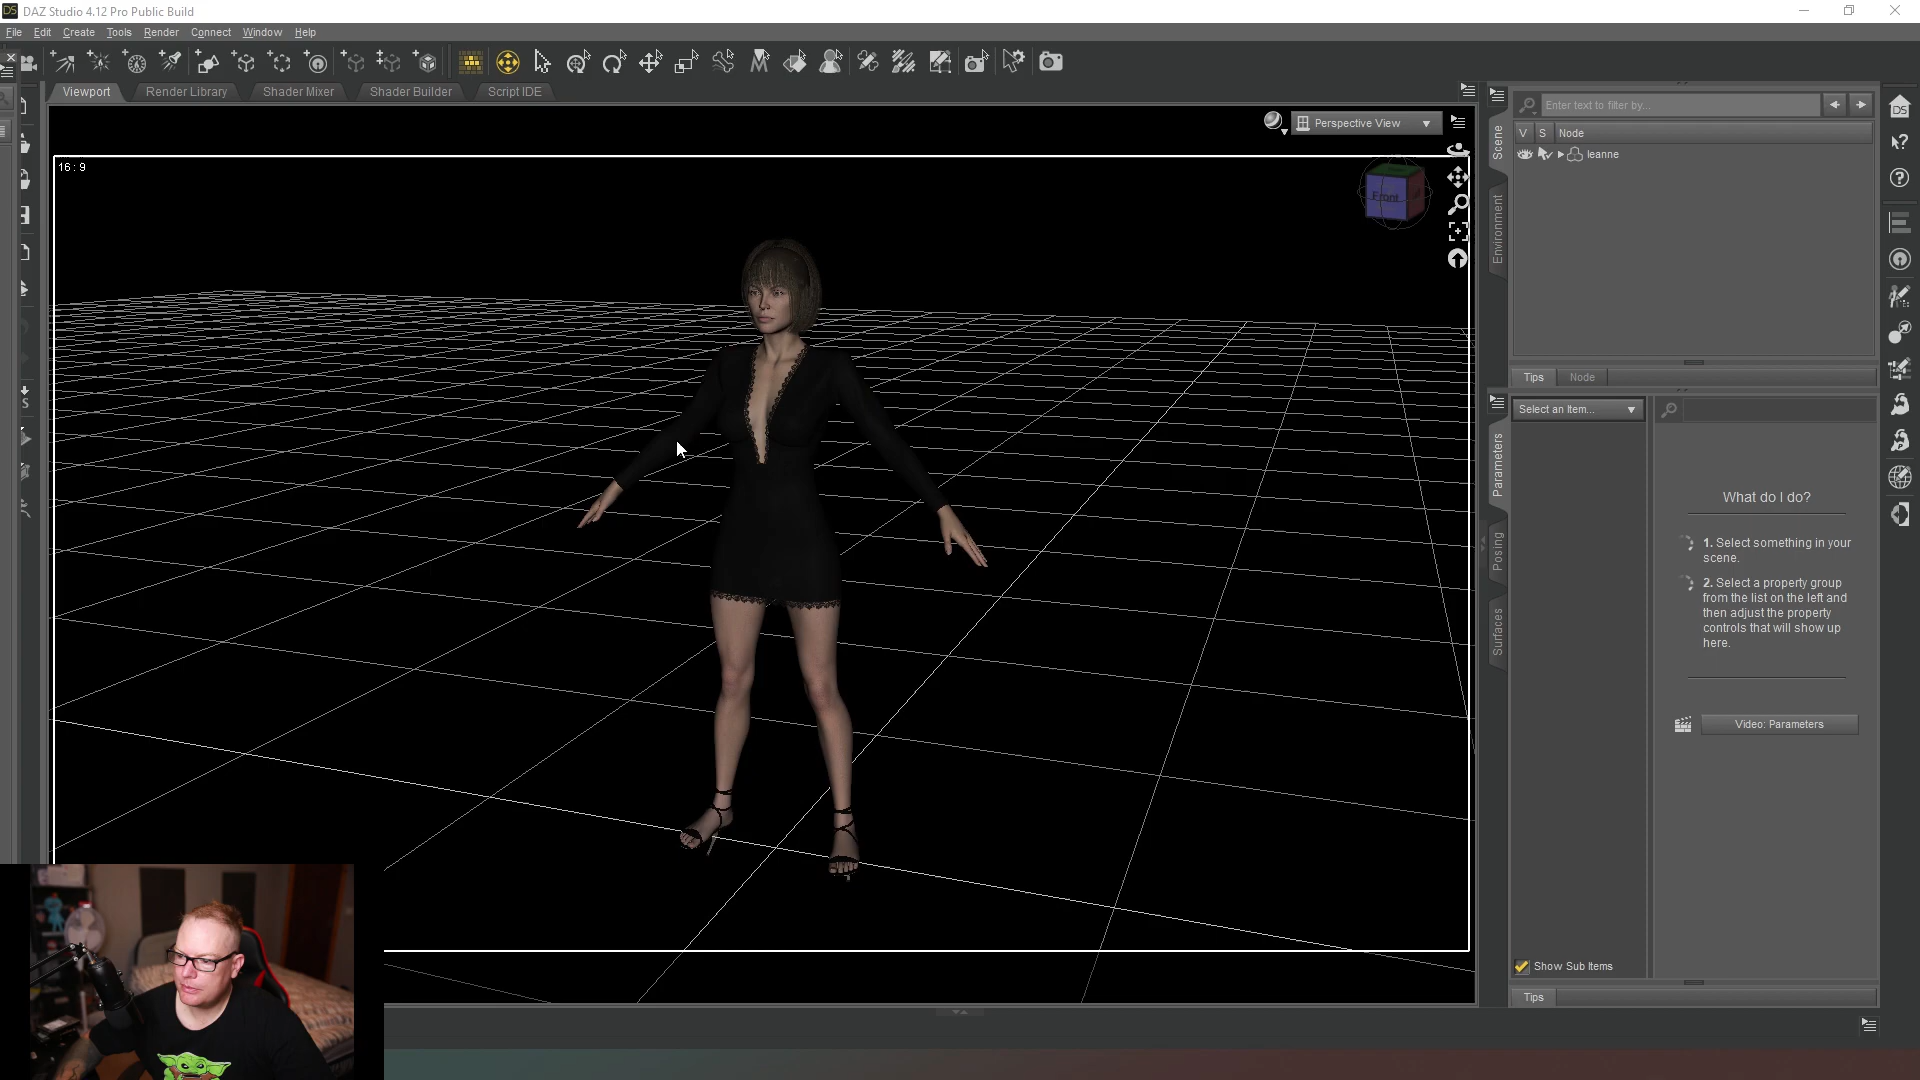 DS DAZ Studio 4.12 Pro Public Build
File Edit Create Tools Render Connect Window Help
Viewport Render Library Shader Mixer Shader Builder Script IDE
Perspective View
16 : 9
Front
S
Scene
Environment
Enter text to filter by...
V S Node
leanne
Tips Node
DS
Parameters
Posing
Surfaces
Select an Item...
What do I do?
1. Select something in your
scene.
2. Select a property group
from the list on the left and
then adjust the property
controls that will show up
here.
Video: Parameters
Show Sub Items
Tips